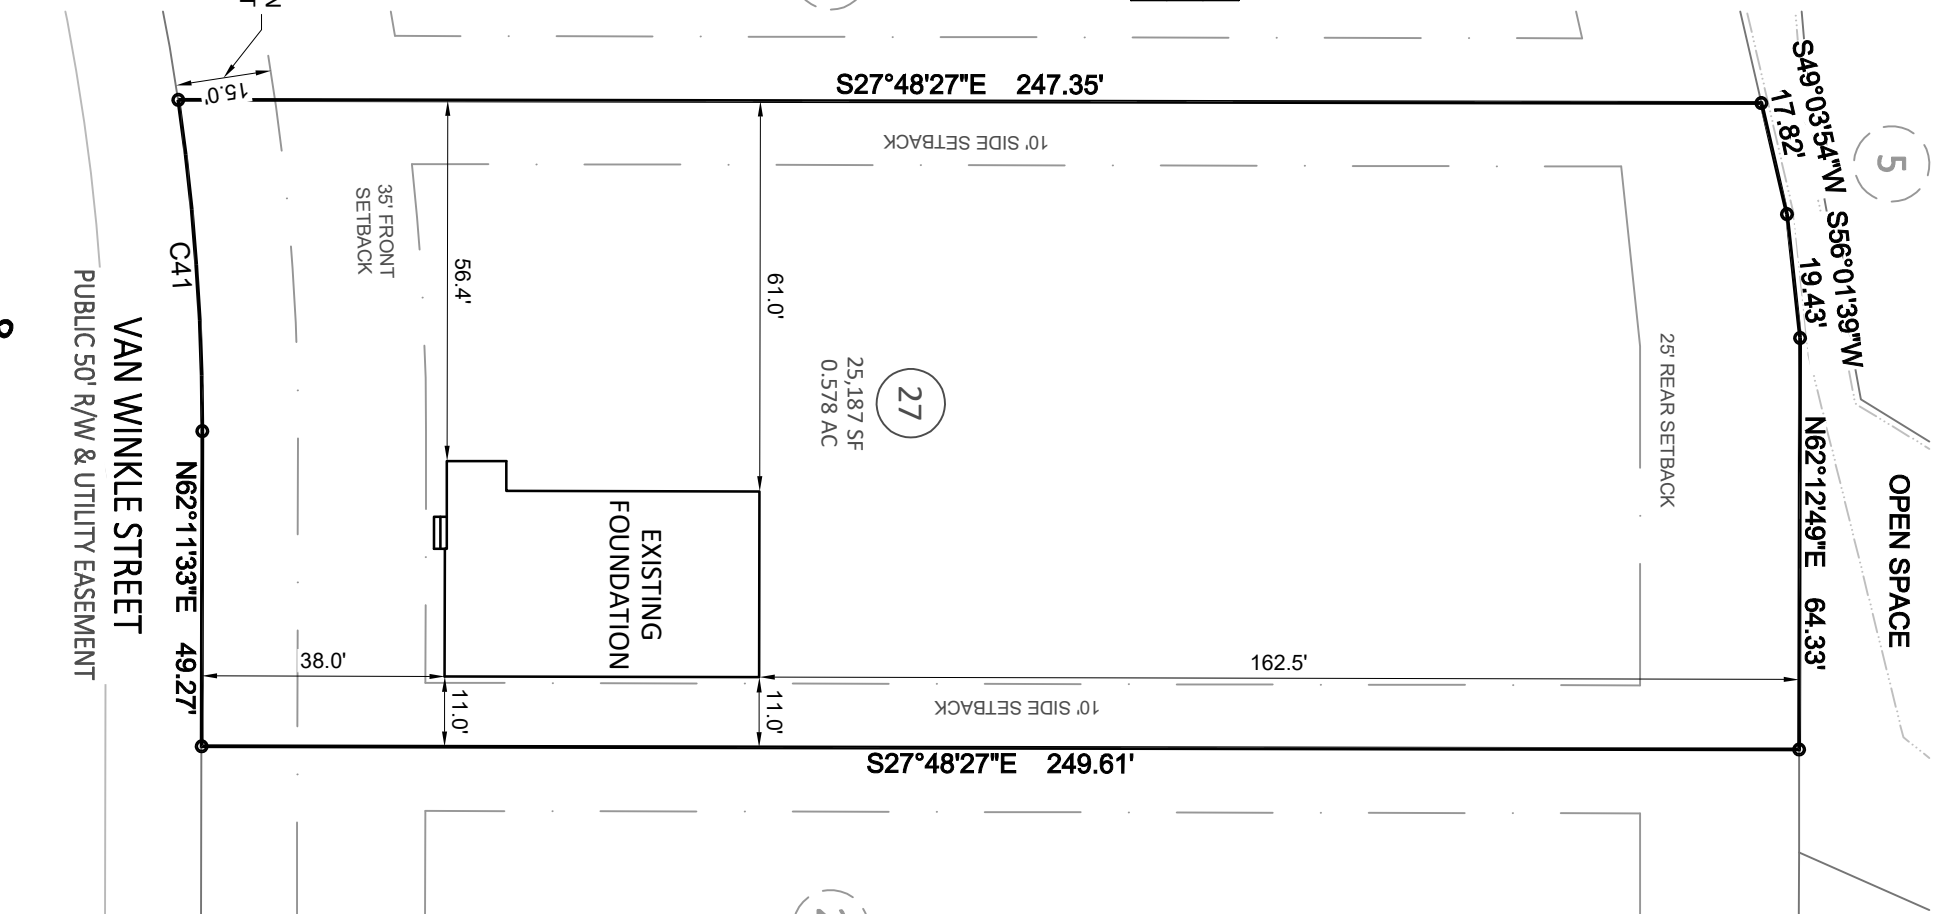 S27°48'27"E 247.35'
15.0'
10' SIDE SETBACK
S49°03'54"W
17.82'
S56°01'39"W
19.43'
5
35' FRONT
SETBACK
C41
56.4'
61.0'
27
25,187 SF
0.578 AC
25' REAR SETBACK
N62°12'49"E 64.33'
OPEN SPACE
EXISTING
FOUNDATION
N62°11'33"E 49.27'
VAN WINKLE STREET
PUBLIC 50' R/W & UTILITY EASEMENT
38.0'
162.5'
11.0'
11.0'
10' SIDE SETBACK
S27°48'27"E 249.61'